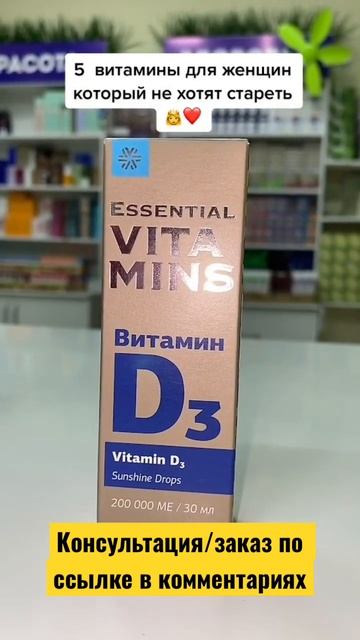 РАСОТ
5 витамины для женщин
который не хотят стареть
👸❤️
ESSENTIAL
VITA
MINS
Витамин
D3
Vitamin D3
Sunshine Drops
200 000 МЕ / 30 мл
Консультация/заказ по
ссылке в комментариях